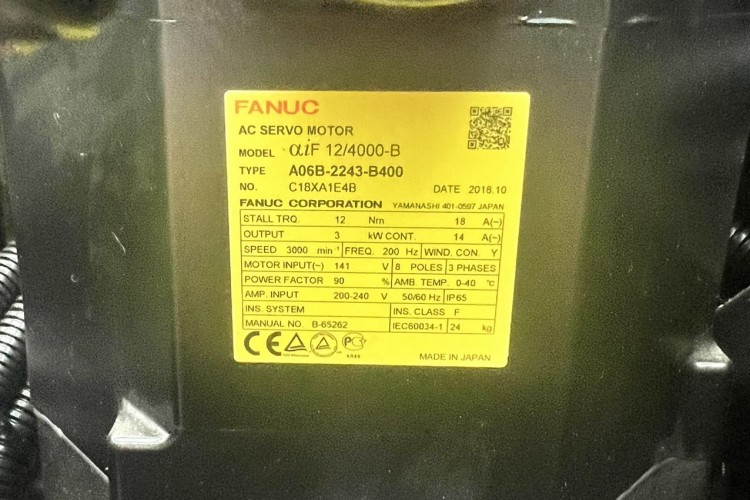 FANUC
AC SERVO MOTOR
MODEL αiF 12/4000-B
TYPE A06B-2243-B400
NO. C18XA1E4B DATE 2018.10
FANUC CORPORATION YAMANASHI 401-0597 JAPAN
STALL TRQ. 12 Nm 18 A(~)
OUTPUT 3 kW CONT. 14 A(~)
SPEED 3000 min⁻¹ FREQ. 200 Hz WIND. CON. Y
MOTOR INPUT(~) 141 V 8 POLES 3 PHASES
POWER FACTOR 90 % AMB. TEMP. 0-40 ℃
AMP. INPUT 200-240 V 50/60 Hz IP65
INS. SYSTEM INS. CLASS F
MANUAL NO. B-65262 IEC60034-1 24 kg
CE
MADE IN JAPAN